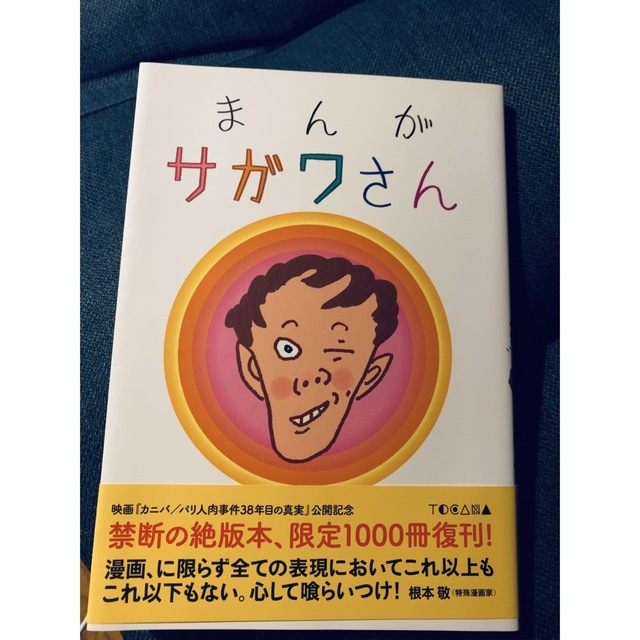 まんが
サガワさん
映画『カニバ／パリ人肉事件38年目の真実』公開記念
TOCANA
禁断の絶版本、限定1000冊復刊!
漫画、に限らず全ての表現においてこれ以上も
これ以下もない。心して喰らいつけ! 根本 敬(特殊漫画家)